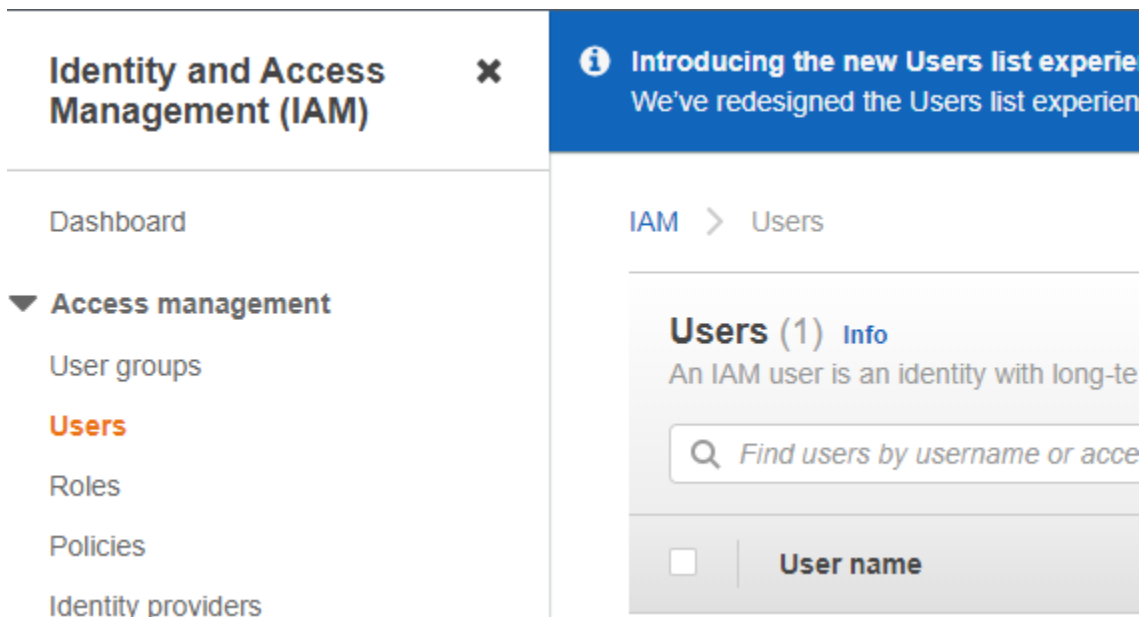 Identity and Access
Management (IAM)
Dashboard
Access management
User groups
Users
Roles
Policies
Identity providers
Introducing the new Users list
We've redesigned the Users list
IAM > Users
Users (1) Info
An IAM user is an identity with
Find users by username or
User name